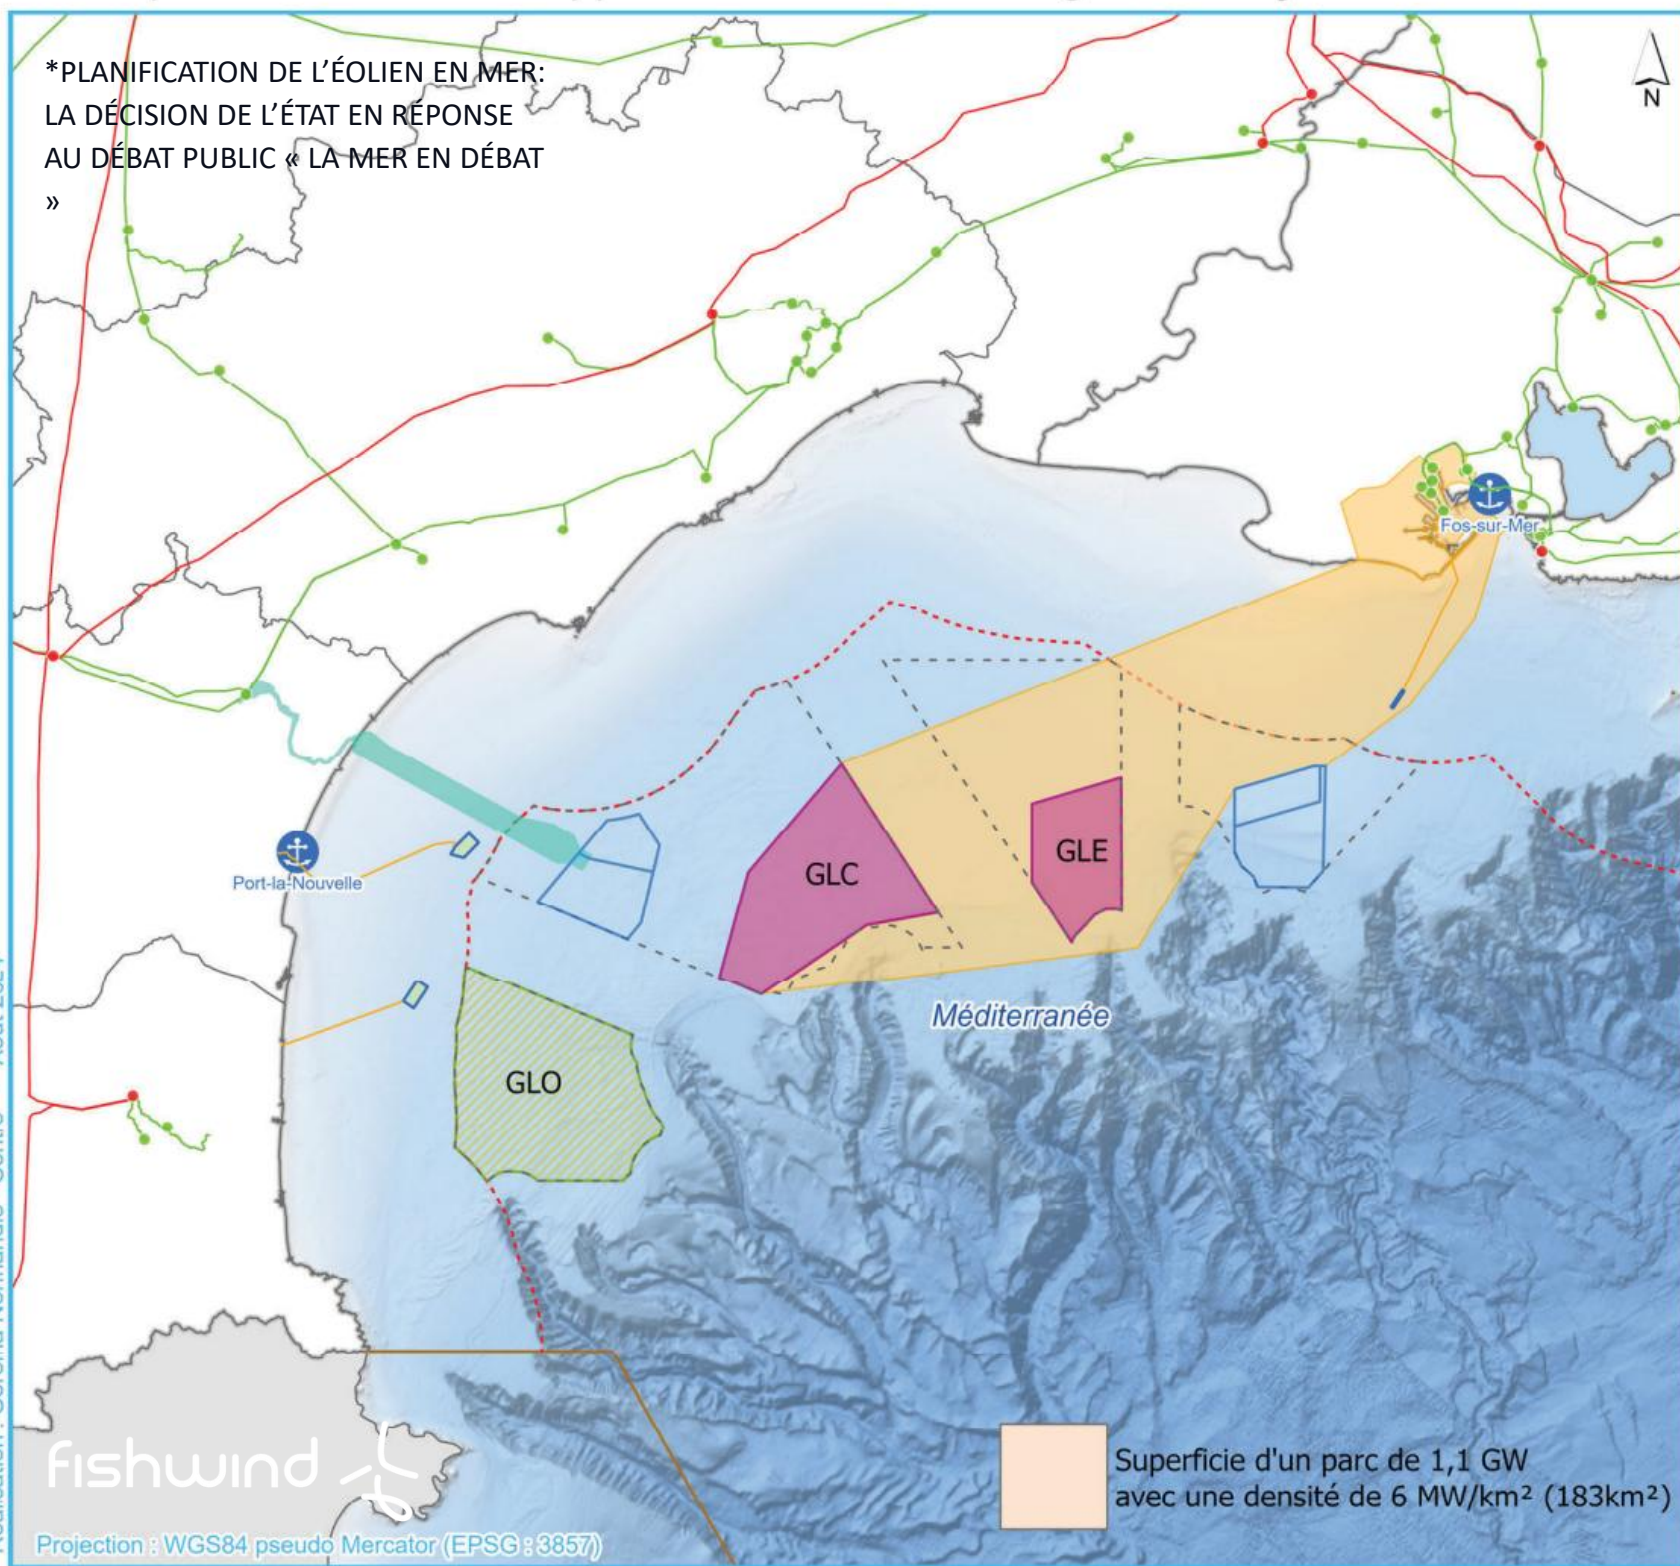 *PLANIFICATION DE L'ÉOLIEN EN MER:
LA DÉCISION DE L'ÉTAT EN RÉPONSE
AU DÉBAT PUBLIC « LA MER EN DÉBAT
»
N
Fos-sur-Mer
Port-la-Nouvelle
GLC
GLE
GLO
Méditerranée
fishwind
Superficie d'un parc de 1,1 GW
avec une densité de 6 MW/km² (183km²)
Projection : WGS84 pseudo Mercator (EPSG : 3857)